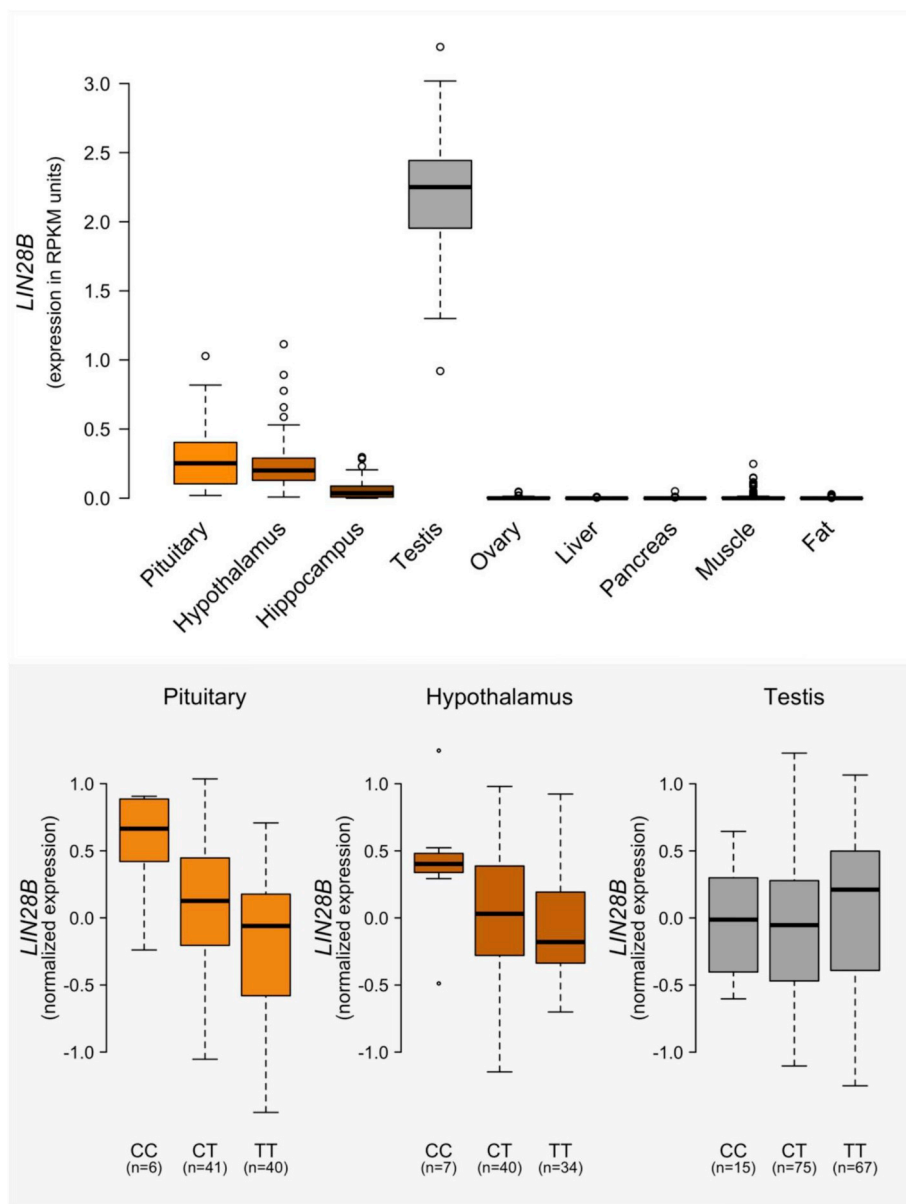 LIN28B
(expression in RPKM units)
3.0
2.5
2.0
1.5
1.0
0.5
0.0
Pituitary
Hypothalamus
Hippocampus
Testis
Ovary
Liver
Pancreas
Muscle
Fat
Pituitary
LIN28B
(normalized expression)
1.0
0.5
0.0
-0.5
-1.0
CC CT TT
(n=6) (n=41) (n=40)
Hypothalamus
LIN28B
(normalized expression)
1.0
0.5
0.0
-0.5
-1.0
CC CT TT
(n=7) (n=40) (n=34)
Testis
LIN28B
(normalized expression)
1.0
0.5
0.0
-0.5
-1.0
CC CT TT
(n=15) (n=75) (n=67)